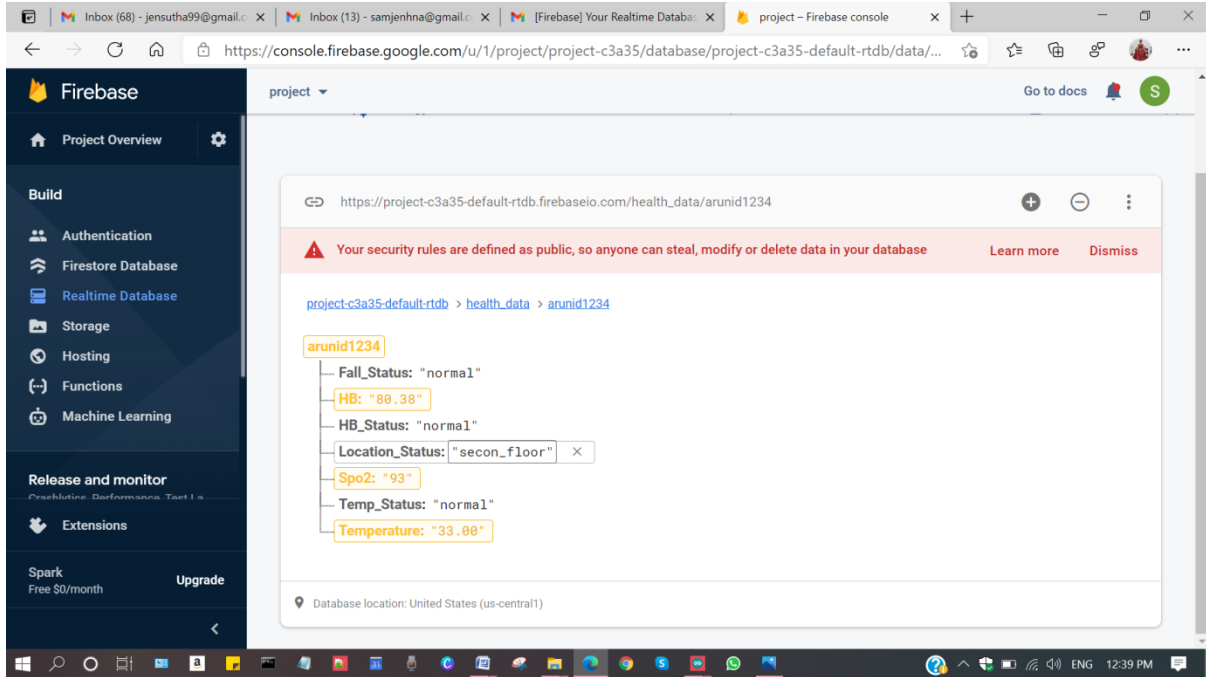 Inbox (68) - jensutha99@gmail.c
Inbox (13) - samjenhna@gmail.c
[Firebase] Your Realtime Databas
project – Firebase console
https://console.firebase.google.com/u/1/project/project-c3a35/database/project-c3a35-default-rtdb/data/...
Firebase
project
Go to docs
S
Project Overview
Build
Authentication
Firestore Database
Realtime Database
Storage
Hosting
Functions
Machine Learning
Release and monitor
Crashlytics, Performance, Test La...
Extensions
Spark
Free $0/month
Upgrade
https://project-c3a35-default-rtdb.firebaseio.com/health_data/arunid1234
Your security rules are defined as public, so anyone can steal, modify or delete data in your database
Learn more
Dismiss
project-c3a35-default-rtdb > health_data > arunid1234
arunid1234
Fall_Status: "normal"
HB: "80.38"
HB_Status: "normal"
Location_Status: "secon_floor"
Spo2: "93"
Temp_Status: "normal"
Temperature: "33.00"
Database location: United States (us-central1)
ENG 12:39 PM